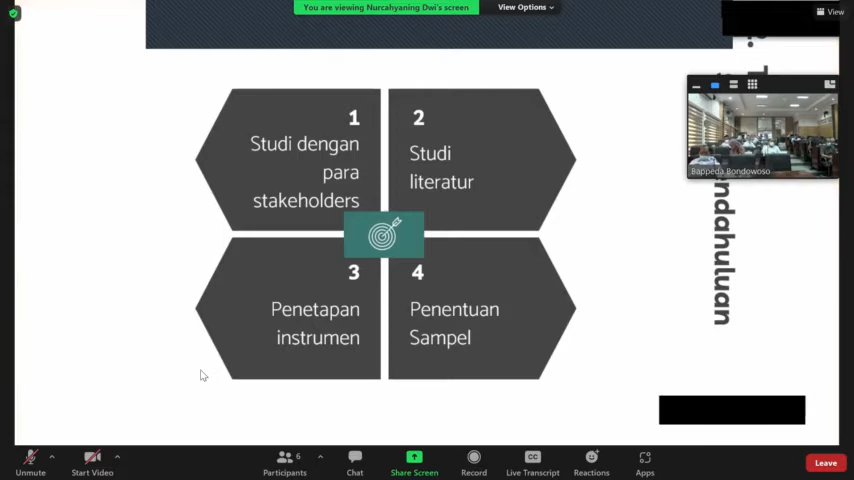 You are viewing Nurcahyaning Dwi's screen
View Options
View
1
Studi dengan
para
stakeholders
2
Studi
literatur
3
Penetapan
instrumen
4
Penentuan
Sampel
Bappeda Bondowoso
Unmute
Start Video
6
Participants
Chat
Share Screen
Record
CC
Live Transcript
Reactions
Apps
Leave